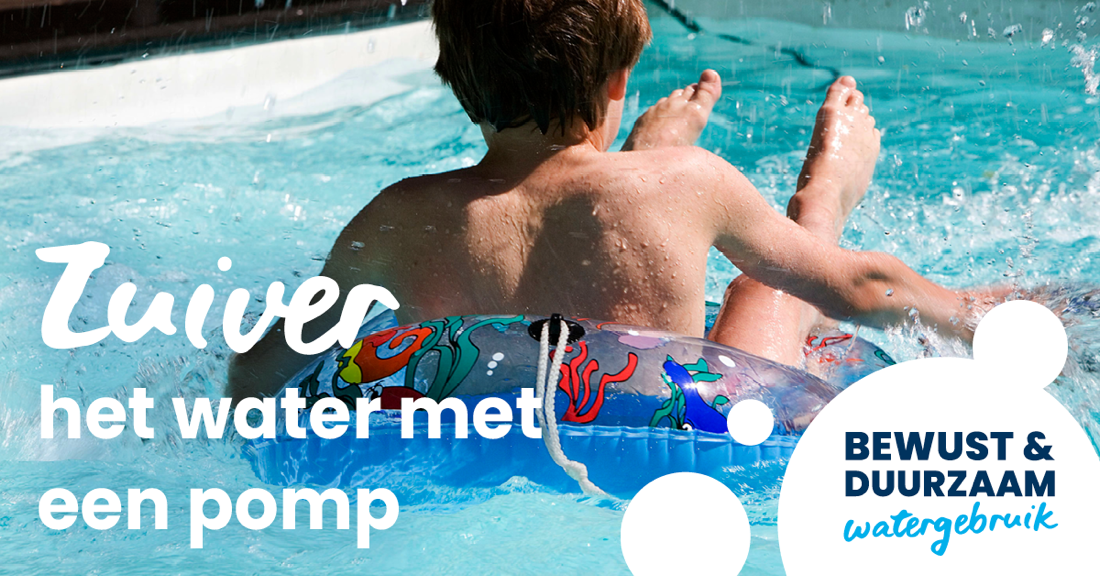 Zuiver
het water met
een pomp
BEWUST &
DUURZAAM
watergebruik